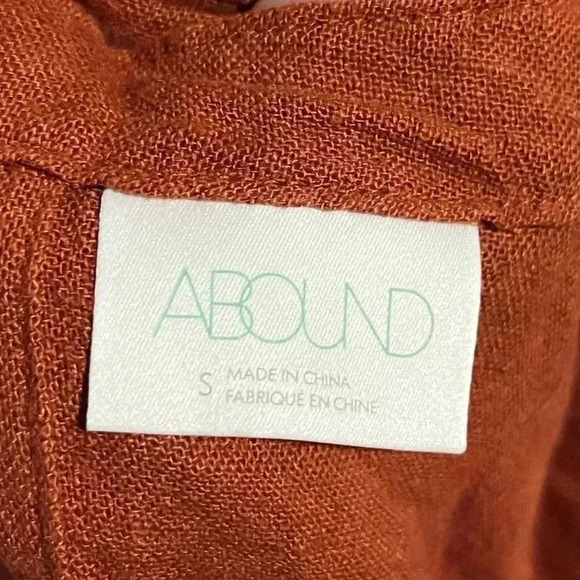 ABOUND
S MADE IN CHINA
FABRIQUÉ EN CHINE